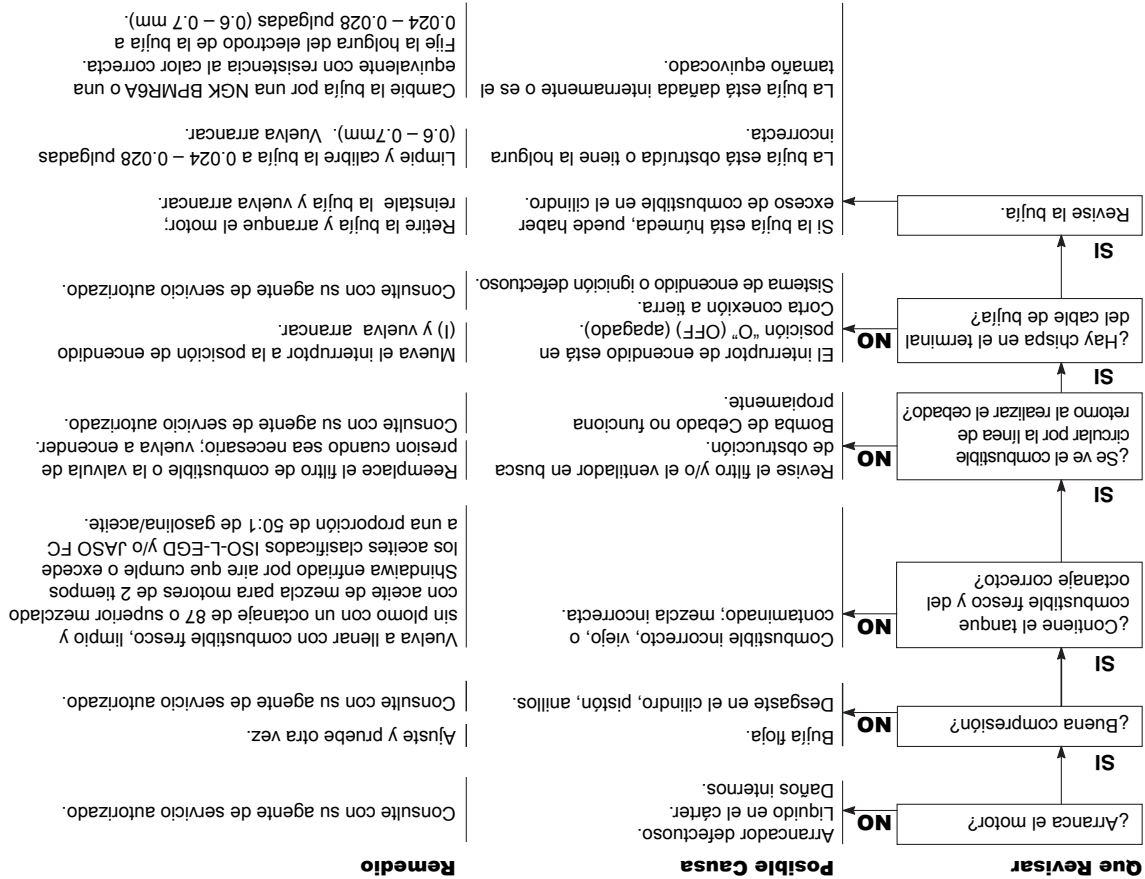 Que Revisar
Posible Causa
Remedio
¿Arranca el motor?
NO
Arrancador defectuoso.
Liquido en el cárter.
Daños internos.
Consulte con su agente de servicio autorizado.
SI
¿Buena compresión?
NO
Bujía floja.
Ajuste y pruebe otra vez.
Desgaste en el cilindro, pistón, anillos.
Consulte con su agente de servicio autorizado.
SI
¿Contiene el tanque
combustible fresco y del
octanaje correcto?
NO
Combustible incorrecto, viejo, o
contaminado; mezcla incorrecta.
Vuelva a llenar con combustible fresco, limpio y
sin plomo con un octanaje de 87 o superior mezclado
con aceite de mezcla para motores de 2 tiempos
Shindaiwa enfriado por aire que cumple o excede
los aceites clasificados ISO-L-EGD y/o JASO FC
a una proporción de 50:1 de gasolina/aceite.
SI
¿Se ve el combustible
circular por la línea de
retorno al realizar el cebado?
NO
Revise el filtro y/o el ventilador en busca
de obstrucción.
Bomba de Cebado no funciona
propiamente.
Reemplace el filtro de combustible o la valvula de
presion cuando sea necesario; vuelva a encender.
Consulte con su agente de servicio autorizado.
SI
¿Hay chispa en el terminal
del cable de bujía?
NO
El interruptor de encendido está en
posición "O" (OFF) (apagado).
Corta conexión a tierra.
Sistema de encendido o ignición defectuoso.
Mueva el interruptor a la posición de encendido
(I) y vuelva arrancar.
Consulte con su agente de servicio autorizado.
SI
Revise la bujía.
Si la bujía está húmeda, puede haber
exceso de combustible en el cilindro.
Retire la bujía y arranque el motor;
reinstale la bujía y vuelva arrancar.
La bujía está obstruída o tiene la holgura
incorrecta.
Limpie y calibre la bujía a 0.024 – 0.028 pulgadas
(0.6 – 0.7mm). Vuelva arrancar.
La bujía está dañada internamente o es el
tamaño equivocado.
Cambie la bujía por una NGK BPMR6A o una
equivalente con resistencia al calor correcta.
Fije la holgura del electrodo de la bujía a
0.024 – 0.028 pulgadas (0.6 – 0.7 mm).